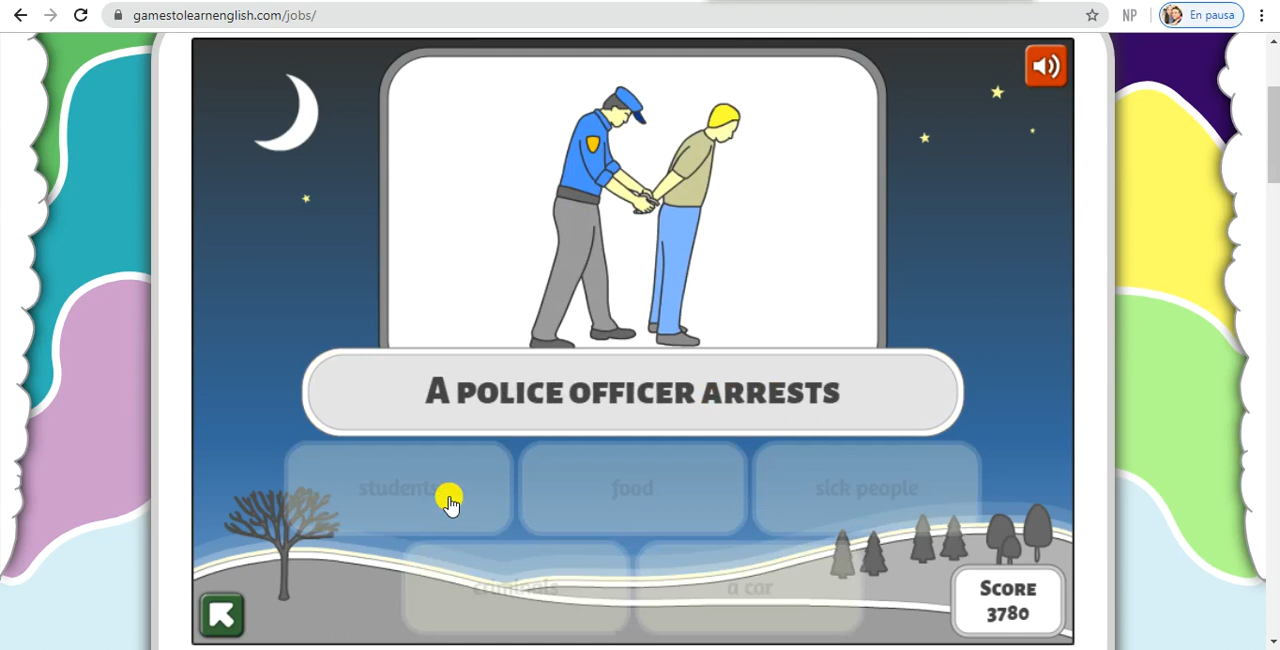 gamestolearnenglish.com/jobs/
NP
En pausa
A POLICE OFFICER ARRESTS
students
food
sick people
criminals
a car
SCORE
3780